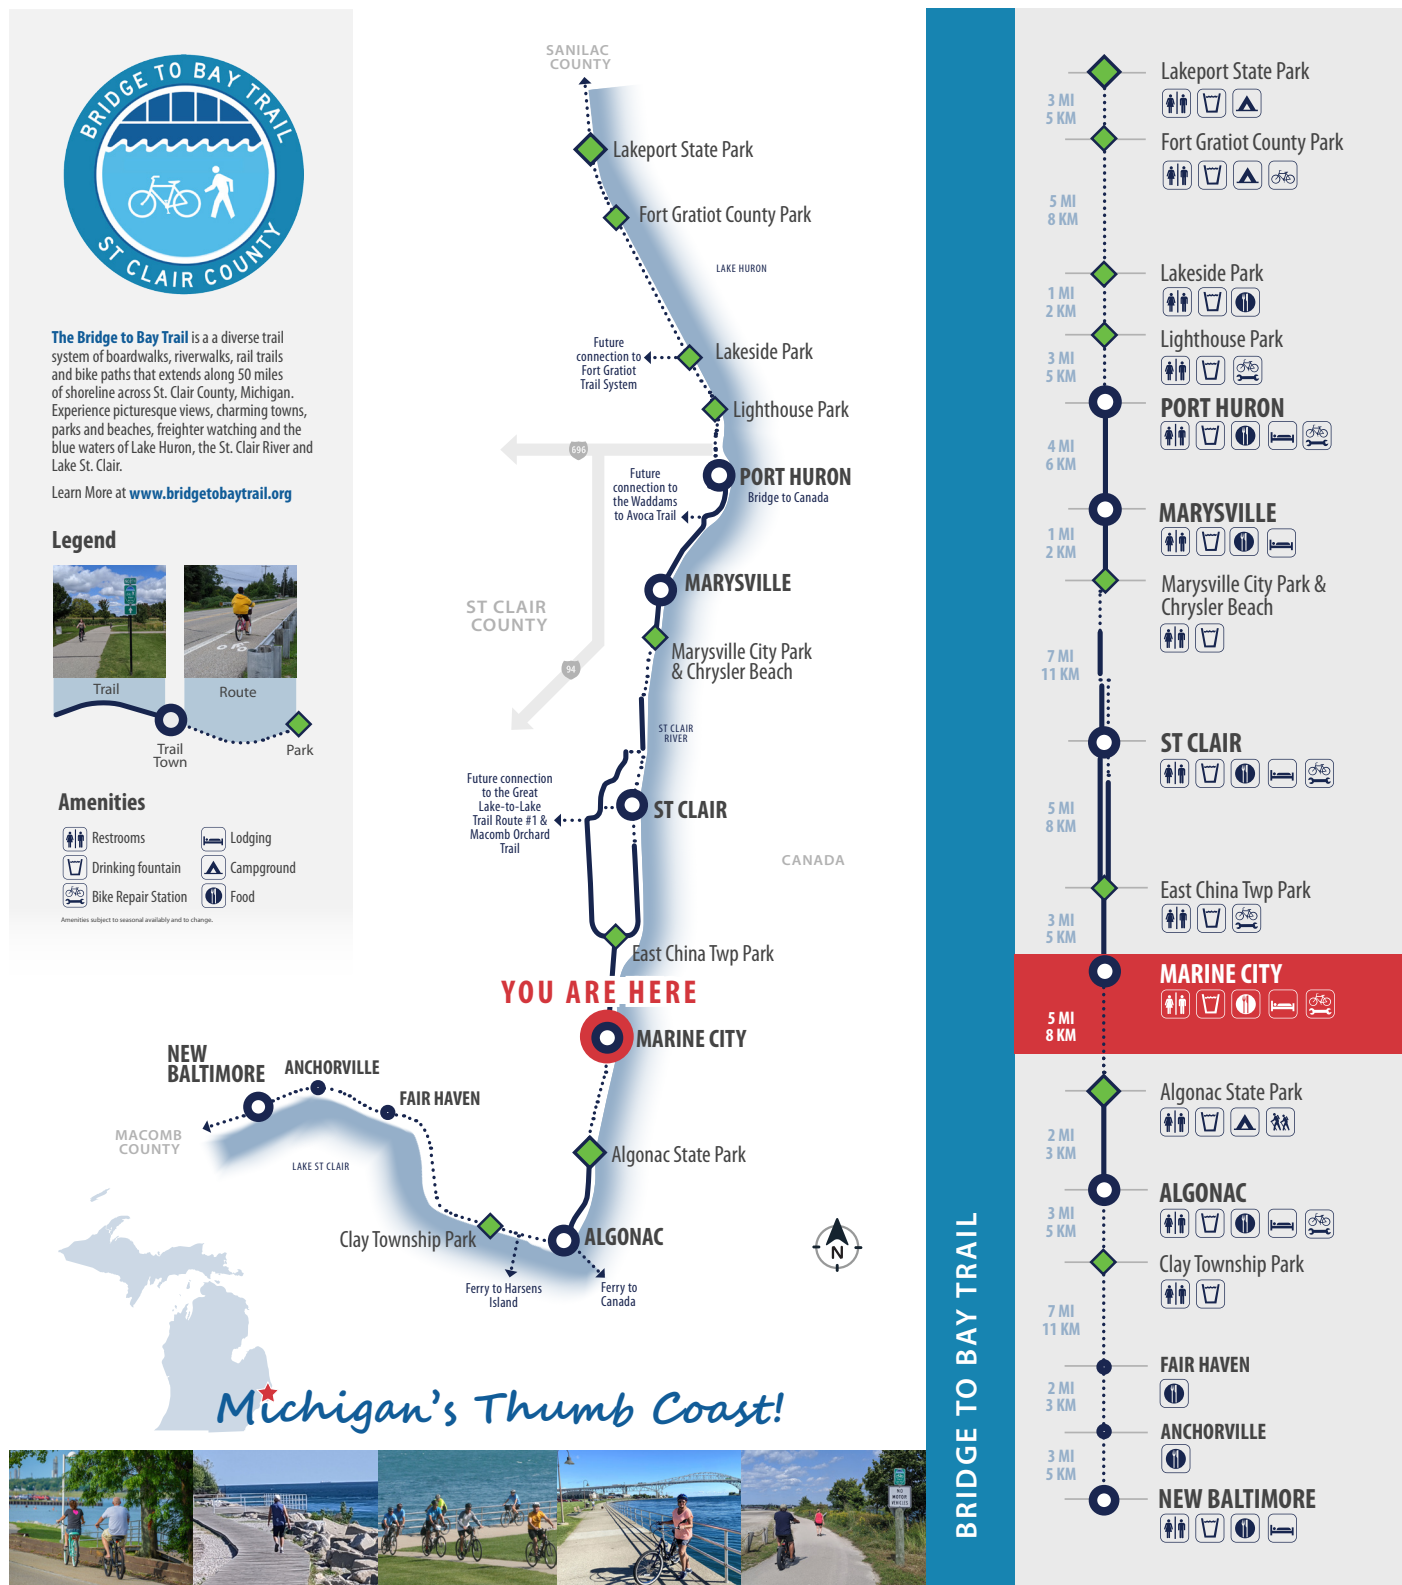 BRIDGE TO BAY TRAIL
ST CLAIR COUNTY
The Bridge to Bay Trail is a a diverse trail
system of boardwalks, riverwalks, rail trails
and bike paths that extends along 50 miles
of shoreline across St. Clair County, Michigan.
Experience picturesque views, charming towns,
parks and beaches, freighter watching and the
blue waters of Lake Huron, the St. Clair River and
Lake St. Clair.
Learn More at www.bridgetobaytrail.org
Legend
Trail
Route
Trail
Town
Park
Amenities
Restrooms
Lodging
Drinking fountain
Campground
Bike Repair Station
Food
Amenities subject to seasonal availably and to change.
SANILAC
COUNTY
Lakeport State Park
Fort Gratiot County Park
LAKE HURON
Future
connection to
Fort Gratiot
Trail System
Lakeside Park
Lighthouse Park
696
PORT HURON
Bridge to Canada
Future
connection to
the Waddams
to Avoca Trail
MARYSVILLE
ST CLAIR
COUNTY
Marysville City Park
& Chrysler Beach
94
ST CLAIR
RIVER
Future connection
to the Great
Lake-to-Lake
Trail Route #1 &
Macomb Orchard
Trail
ST CLAIR
CANADA
East China Twp Park
YOU ARE HERE
MARINE CITY
NEW
BALTIMORE
ANCHORVILLE
FAIR HAVEN
MACOMB
COUNTY
LAKE ST CLAIR
Algonac State Park
Clay Township Park
ALGONAC
Ferry to Harsens
Island
Ferry to
Canada
N
Michigan's Thumb Coast!
NO
MOTOR
VEHICLES
BRIDGE TO BAY TRAIL
Lakeport State Park
3 MI
5 KM
Fort Gratiot County Park
5 MI
8 KM
Lakeside Park
1 MI
2 KM
Lighthouse Park
3 MI
5 KM
PORT HURON
4 MI
6 KM
MARYSVILLE
1 MI
2 KM
Marysville City Park &
Chrysler Beach
7 MI
11 KM
ST CLAIR
5 MI
8 KM
East China Twp Park
3 MI
5 KM
MARINE CITY
5 MI
8 KM
Algonac State Park
2 MI
3 KM
ALGONAC
3 MI
5 KM
Clay Township Park
7 MI
11 KM
FAIR HAVEN
2 MI
3 KM
ANCHORVILLE
3 MI
5 KM
NEW BALTIMORE